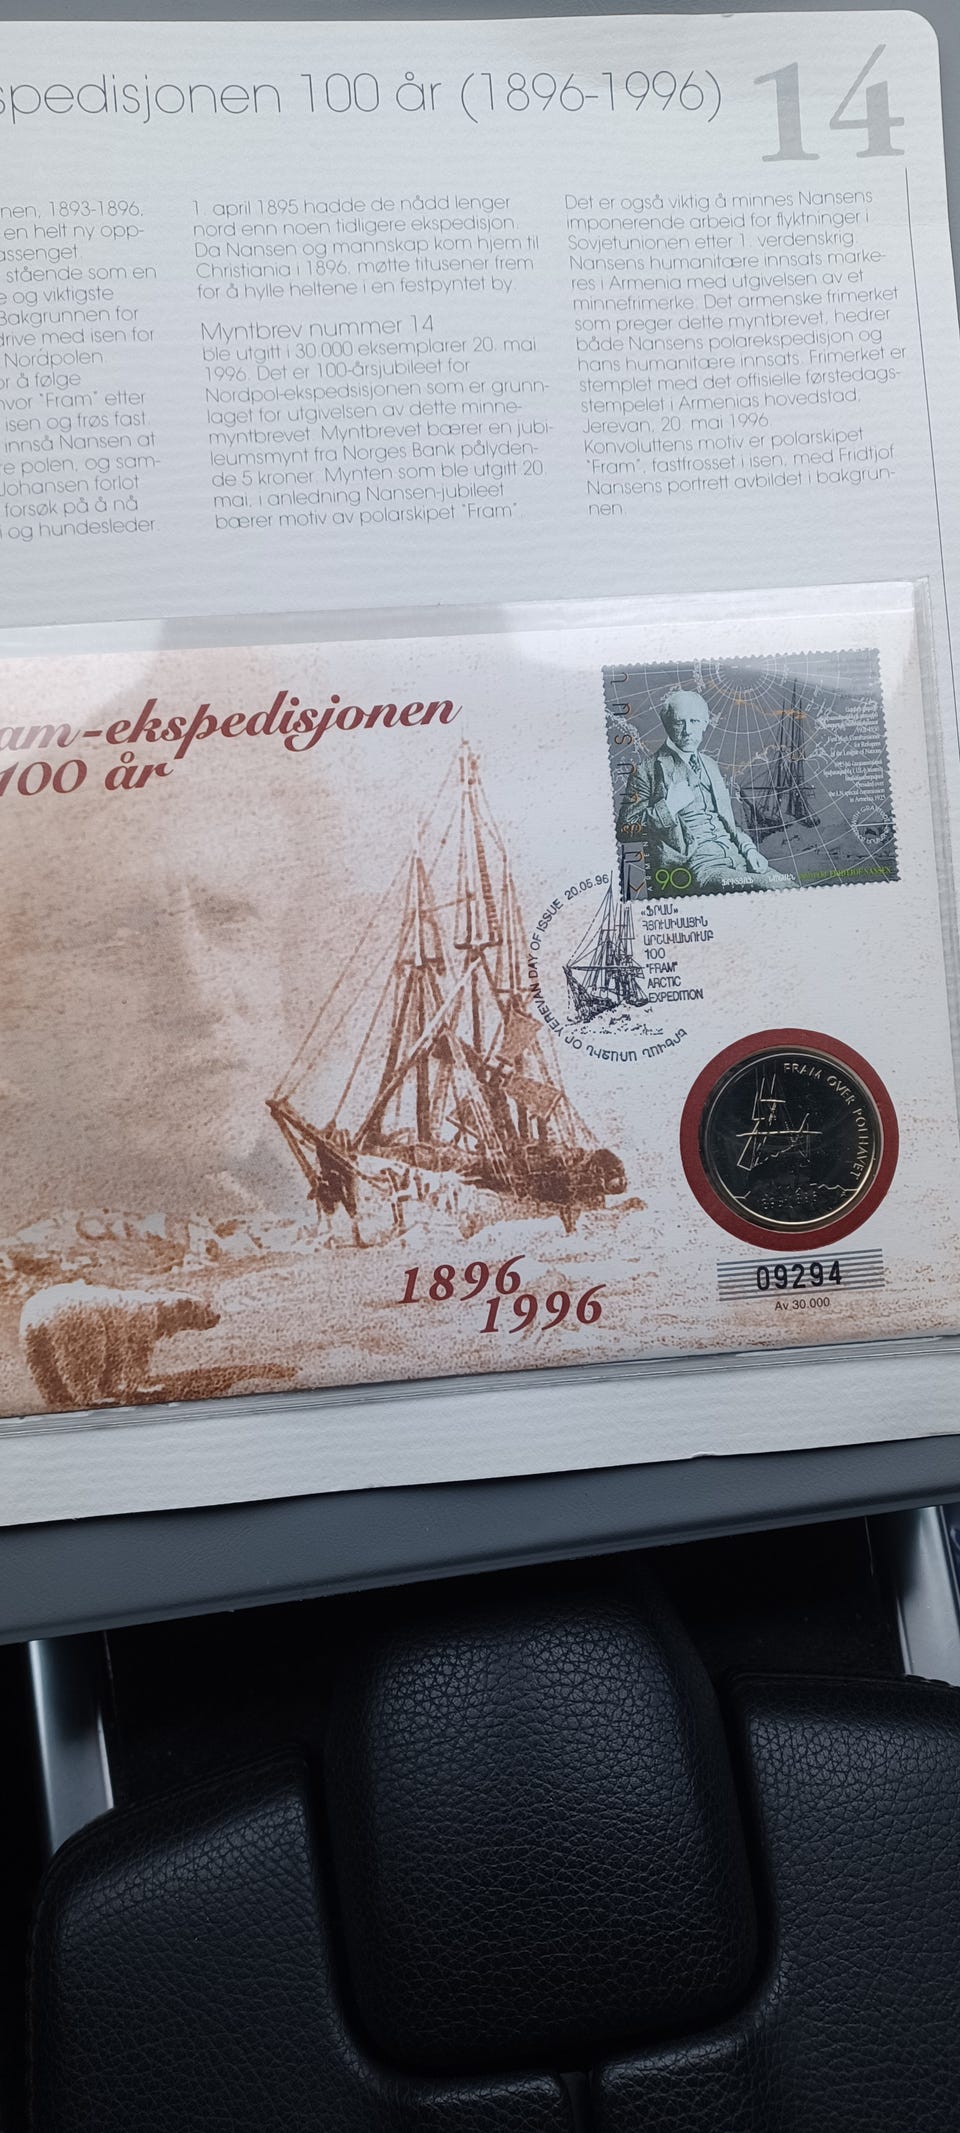 spedisjonen 100 år (1896-1996)
14
nen, 1893-1896,
en helt ny opp-
assenget.
stående som en
e og viktigste
Bakgrunnen for
drive med isen for
Nordpolen.
or å følge
hvor "Fram" etter
isen og frøs fast.
innså Nansen at
e polen, og sam-
Johansen forlot
forsøk på å nå
i og hundesleder.
1. april 1895 hadde de nådd lenger
nord enn noen tidligere ekspedisjon.
Da Nansen og mannskap kom hjem til
Christiania i 1896, møtte titusener frem
for å hylle heltene i en festpyntet by.
Myntbrev nummer 14
ble utgitt i 30.000 eksemplarer 20. mai
1996. Det er 100-årsjubileet for
Nordpol-ekspedsisjonen som er grunn-
laget for utgivelsen av dette minne-
myntbrevet. Myntbrevet bærer en jubi-
leumsmynt fra Norges Bank pålyden-
de 5 kroner. Mynten som ble utgitt 20.
mai, i anledning Nansen-jubileet
bærer motiv av polarskipet "Fram".
Det er også viktig å minnes Nansens
imponerende arbeid for flyktninger i
Sovjetunionen etter 1. verdenskrig.
Nansens humanitære innsats marke-
res i Armenia med utgivelsen av et
minnefrimerke. Det armenske frimerket
som preger dette myntbrevet, hedrer
både Nansens polarekspedisjon og
hans humanitære innsats. Frimerket er
stemplet med det offisielle førstedags-
stempelet i Armenias hovedstad,
Jerevan, 20. mai 1996.
Konvoluttens motiv er polarskipet
"Fram", fastfrosset i isen, med Fridtjof
Nansens portrett avbildet i bakgrun-
nen.
am-ekspedisjonen
100 år
90
FRIDTJOF NANSEN
YEREVAN DAY OF ISSUE 20.05.96
«ՖՐԱՄ»
ՀՅՈՒՍԻՍԱՅԻՆ
ԱՐՇԱՎԱԽՈՒՄԲ
100
"FRAM"
ARCTIC
EXPEDITION
FRAM OVER POLHAVET
1896
1996
09294
Av 30.000